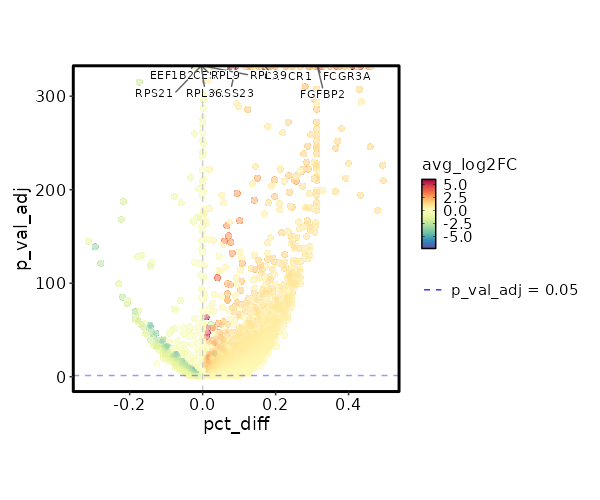 EEF1B2
RPL9
RPL39
CR1
FCGR3A
RPS21
RPL36
SS23
FGFBP2
300
200
100
0
-0.2
0.0
0.2
0.4
pct_diff
p_val_adj
avg_log2FC
5.0
2.5
0.0
-2.5
-5.0
p_val_adj = 0.05